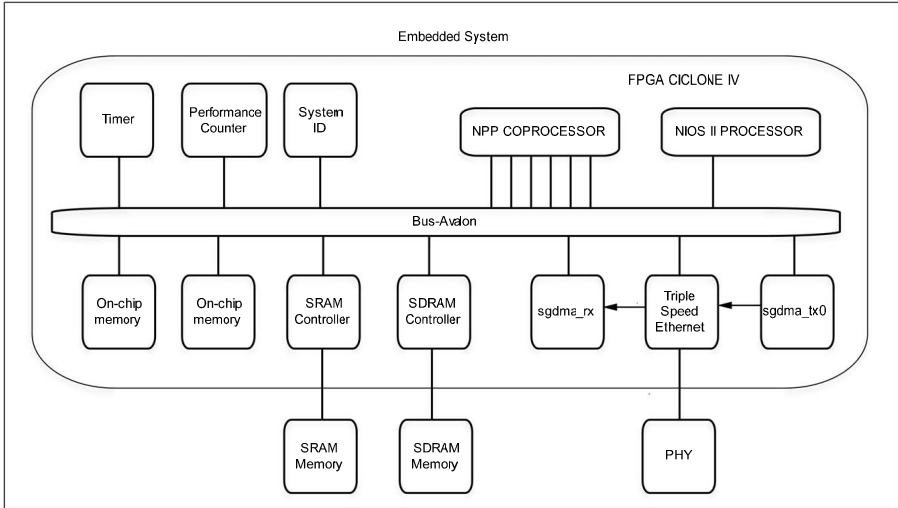 Embedded System
FPGA CICLONE IV
Timer
Performance
Counter
System
ID
NPP COPROCESSOR
NIOS II PROCESSOR
Bus-Avalon
On-chip
memory
On-chip
memory
SRAM
Controller
SDRAM
Controller
sgdma_rx
Triple
Speed
Ethernet
sgdma_tx0
SRAM
Memory
SDRAM
Memory
PHY